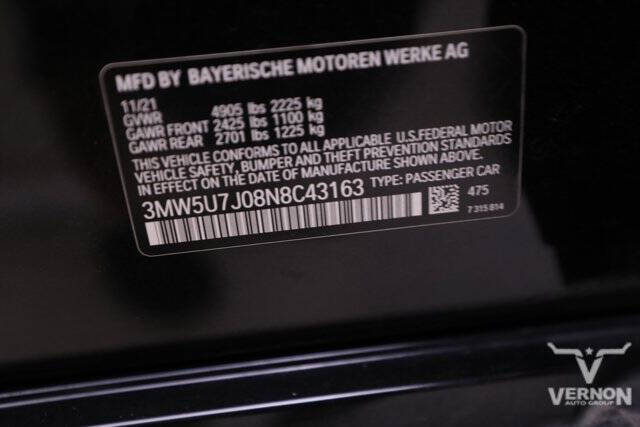 MFD BY BAYERISCHE MOTOREN WERKE AG
11/21
GVWR 4905 lbs 2225 kg
GAWR FRONT 2425 lbs 1100 kg
GAWR REAR 2701 lbs 1225 kg
THIS VEHICLE CONFORMS TO ALL APPLICABLE U.S.FEDERAL MOTOR
VEHICLE SAFETY, BUMPER AND THEFT PREVENTION STANDARDS
IN EFFECT ON THE DATE OF MANUFACTURE SHOWN ABOVE.
3MW5U7J08N8C43163 TYPE: PASSENGER CAR
475
7 315 814
VERNON
AUTO GROUP